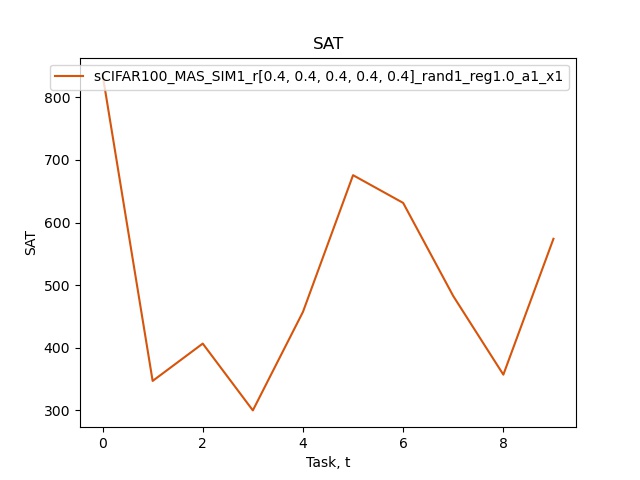 SAT
sCIFAR100_MAS_SIM1_r[0.4, 0.4, 0.4, 0.4, 0.4]_rand1_reg1.0_a1_x1
800
700
600
500
400
300
SAT
0 2 4 6 8
Task, t